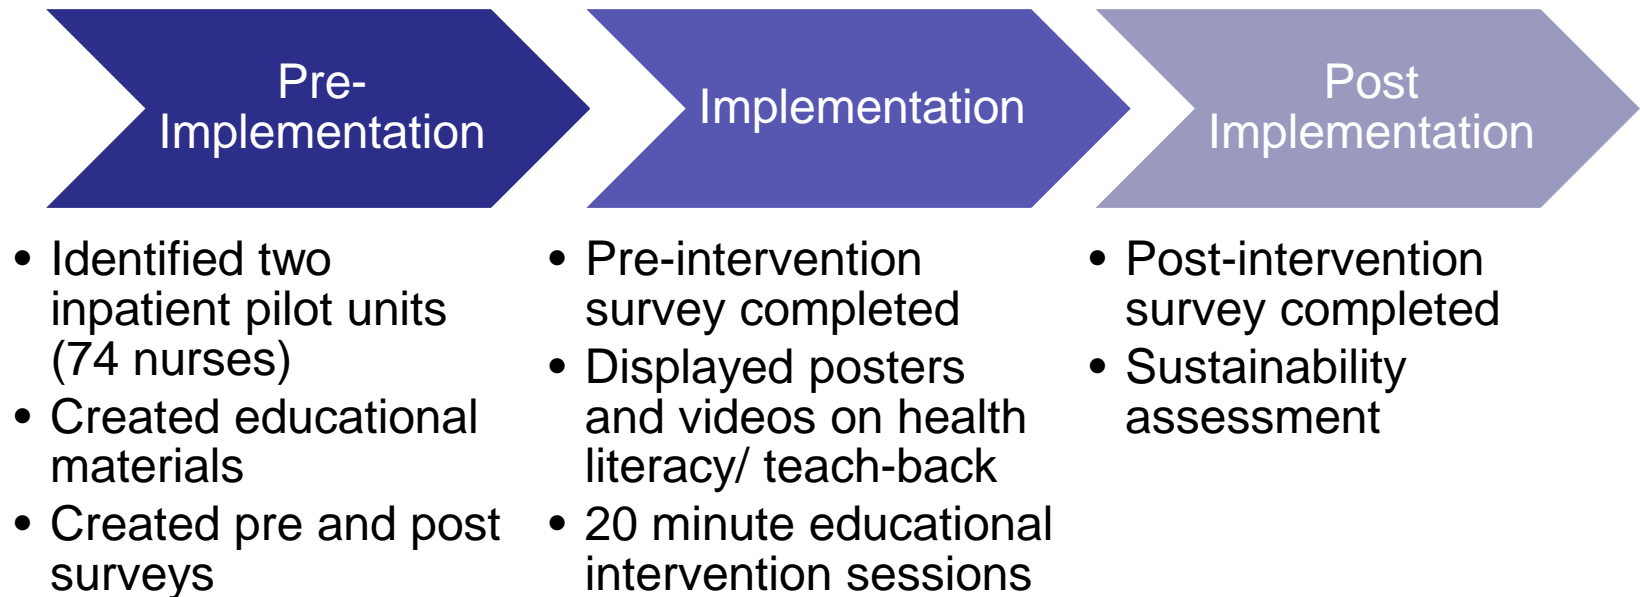 Pre-
Implementation
Implementation
Post
Implementation
• Identified two
inpatient pilot units
(74 nurses)
• Created educational
materials
• Created pre and post
surveys
• Pre-intervention
survey completed
• Displayed posters
and videos on health
literacy/ teach-back
• 20 minute educational
intervention sessions
• Post-intervention
survey completed
• Sustainability
assessment